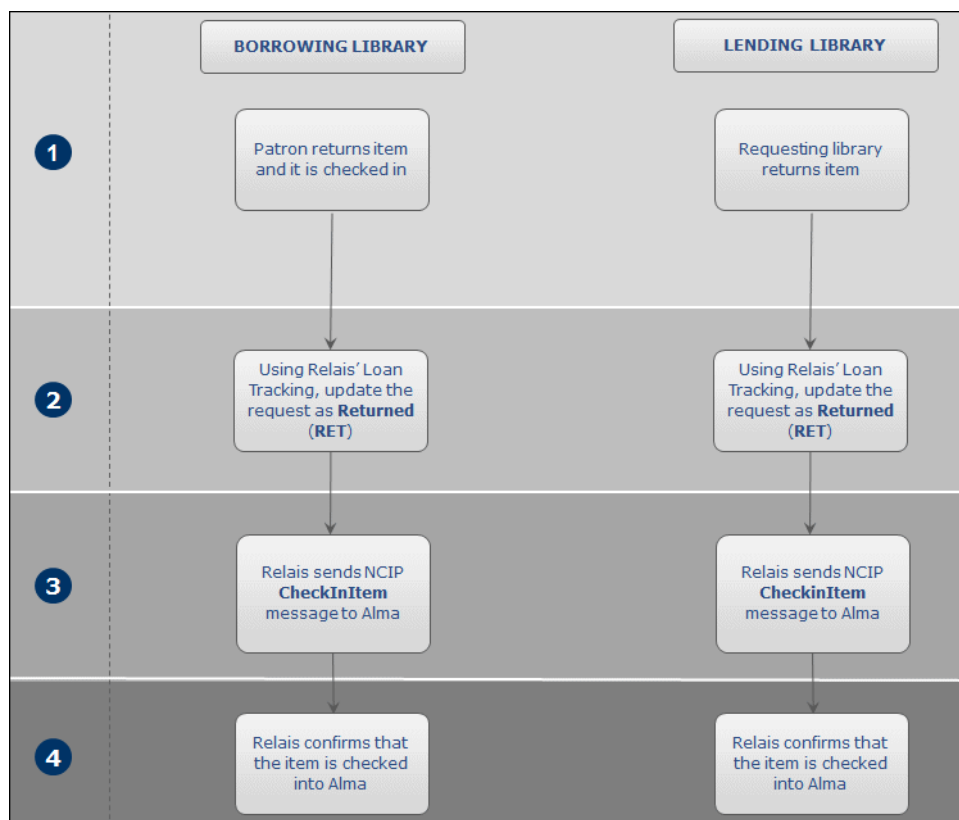 BORROWING LIBRARY
LENDING LIBRARY
1
Patron returns item
and it is checked in
Requesting library
returns item
2
Using Relais’ Loan
Tracking, update the
request as Returned
(RET)
Using Relais’ Loan
Tracking, update the
request as Returned
(RET)
3
Relais sends NCIP
CheckInItem
message to Alma
Relais sends NCIP
CheckinItem
message to Alma
4
Relais confirms that
the item is checked
into Alma
Relais confirms that
the item is checked
into Alma